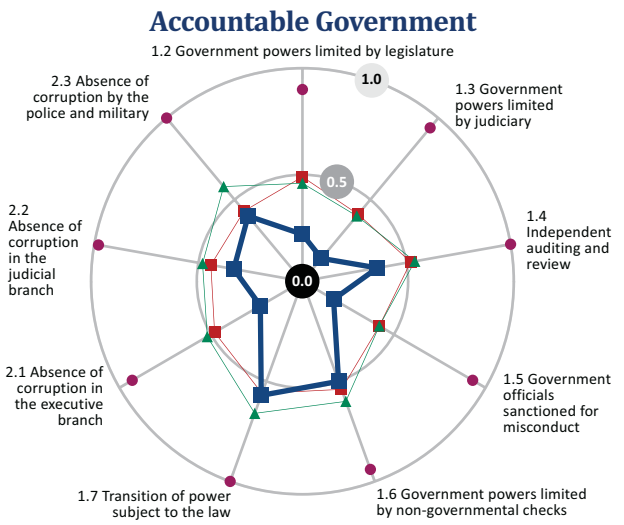 Accountable Government
1.2 Government powers limited by legislature
2.3 Absence of
corruption by the
police and military
1.0
1.3 Government
powers limited
by judiciary
0.5
2.2
Absence of
corruption
in the
judicial
branch
1.4
Independent
auditing and
review
0.0
2.1 Absence of
corruption in
the executive
branch
1.5 Government
officials
sanctioned for
misconduct
1.7 Transition of power
subject to the law
1.6 Government powers limited
by non-governmental checks